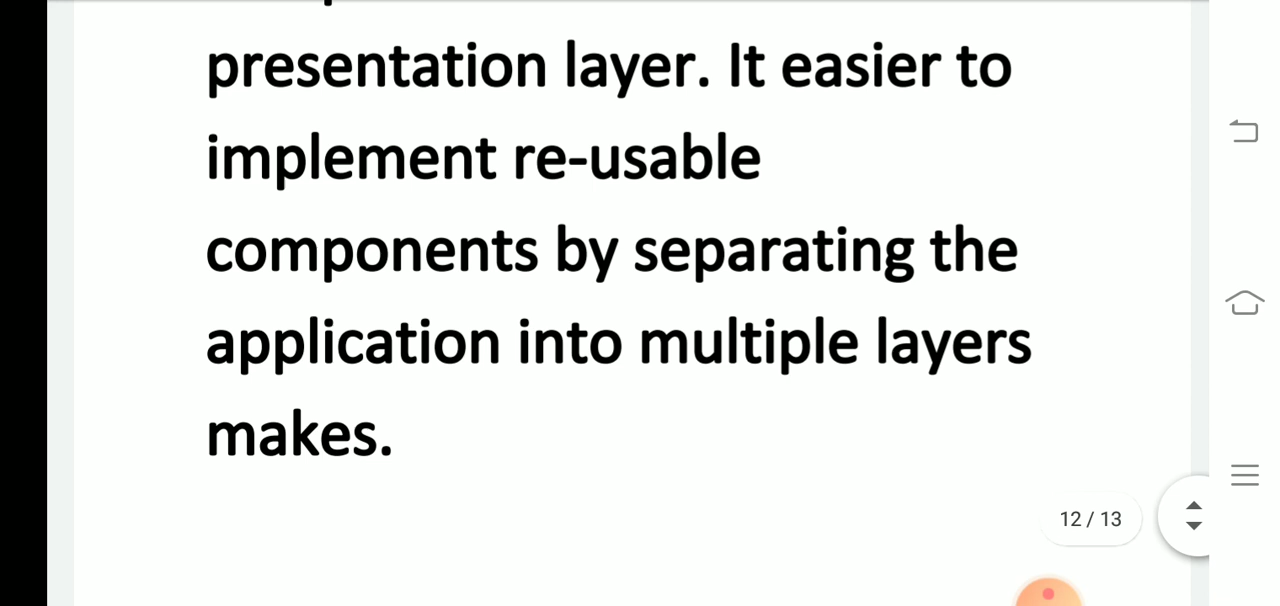 presentation layer. It easier to
implement re-usable
components by separating the
application into multiple layers
makes.
12 / 13